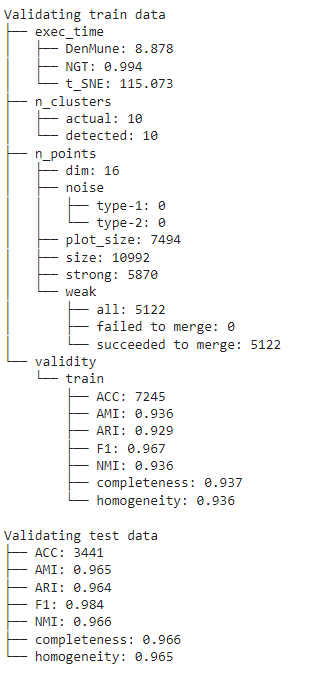 Validating train data
├── exec_time
│   ├── DenMune: 8.878
│   ├── NGT: 0.994
│   └── t_SNE: 115.073
├── n_clusters
│   ├── actual: 10
│   └── detected: 10
├── n_points
│   ├── dim: 16
│   ├── noise
│   │   ├── type-1: 0
│   │   └── type-2: 0
│   ├── plot_size: 7494
│   ├── size: 10992
│   ├── strong: 5870
│   └── weak
│       ├── all: 5122
│       ├── failed to merge: 0
│       └── succeeded to merge: 5122
└── validity
    └── train
        ├── ACC: 7245
        ├── AMI: 0.936
        ├── ARI: 0.929
        ├── F1: 0.967
        ├── NMI: 0.936
        ├── completeness: 0.937
        └── homogeneity: 0.936

Validating test data
├── ACC: 3441
├── AMI: 0.965
├── ARI: 0.964
├── F1: 0.984
├── NMI: 0.966
├── completeness: 0.966
└── homogeneity: 0.965